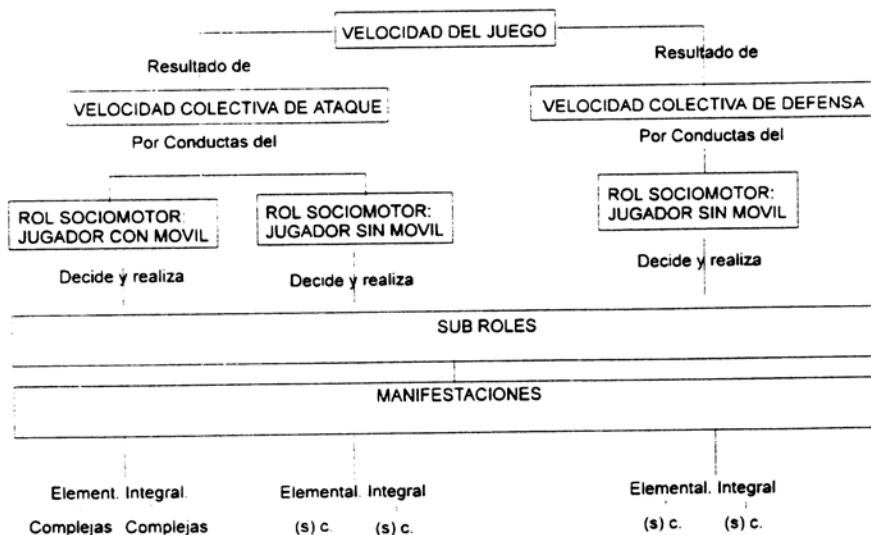 VELOCIDAD DEL JUEGO
Resultado de
Resultado de
VELOCIDAD COLECTIVA DE ATAQUE
VELOCIDAD COLECTIVA DE DEFENSA
Por Conductas del
Por Conductas del
ROL SOCIOMOTOR:
JUGADOR CON MOVIL
ROL SOCIOMOTOR:
JUGADOR SIN MOVIL
ROL SOCIOMOTOR:
JUGADOR SIN MOVIL
Decide y realiza
Decide y realiza
Decide y realiza
SUB ROLES
MANIFESTACIONES
Element. Integral.
Elemental. Integral
Elemental. Integral
Complejas Complejas
(s) c. (s) c.
(s) c. (s) c.